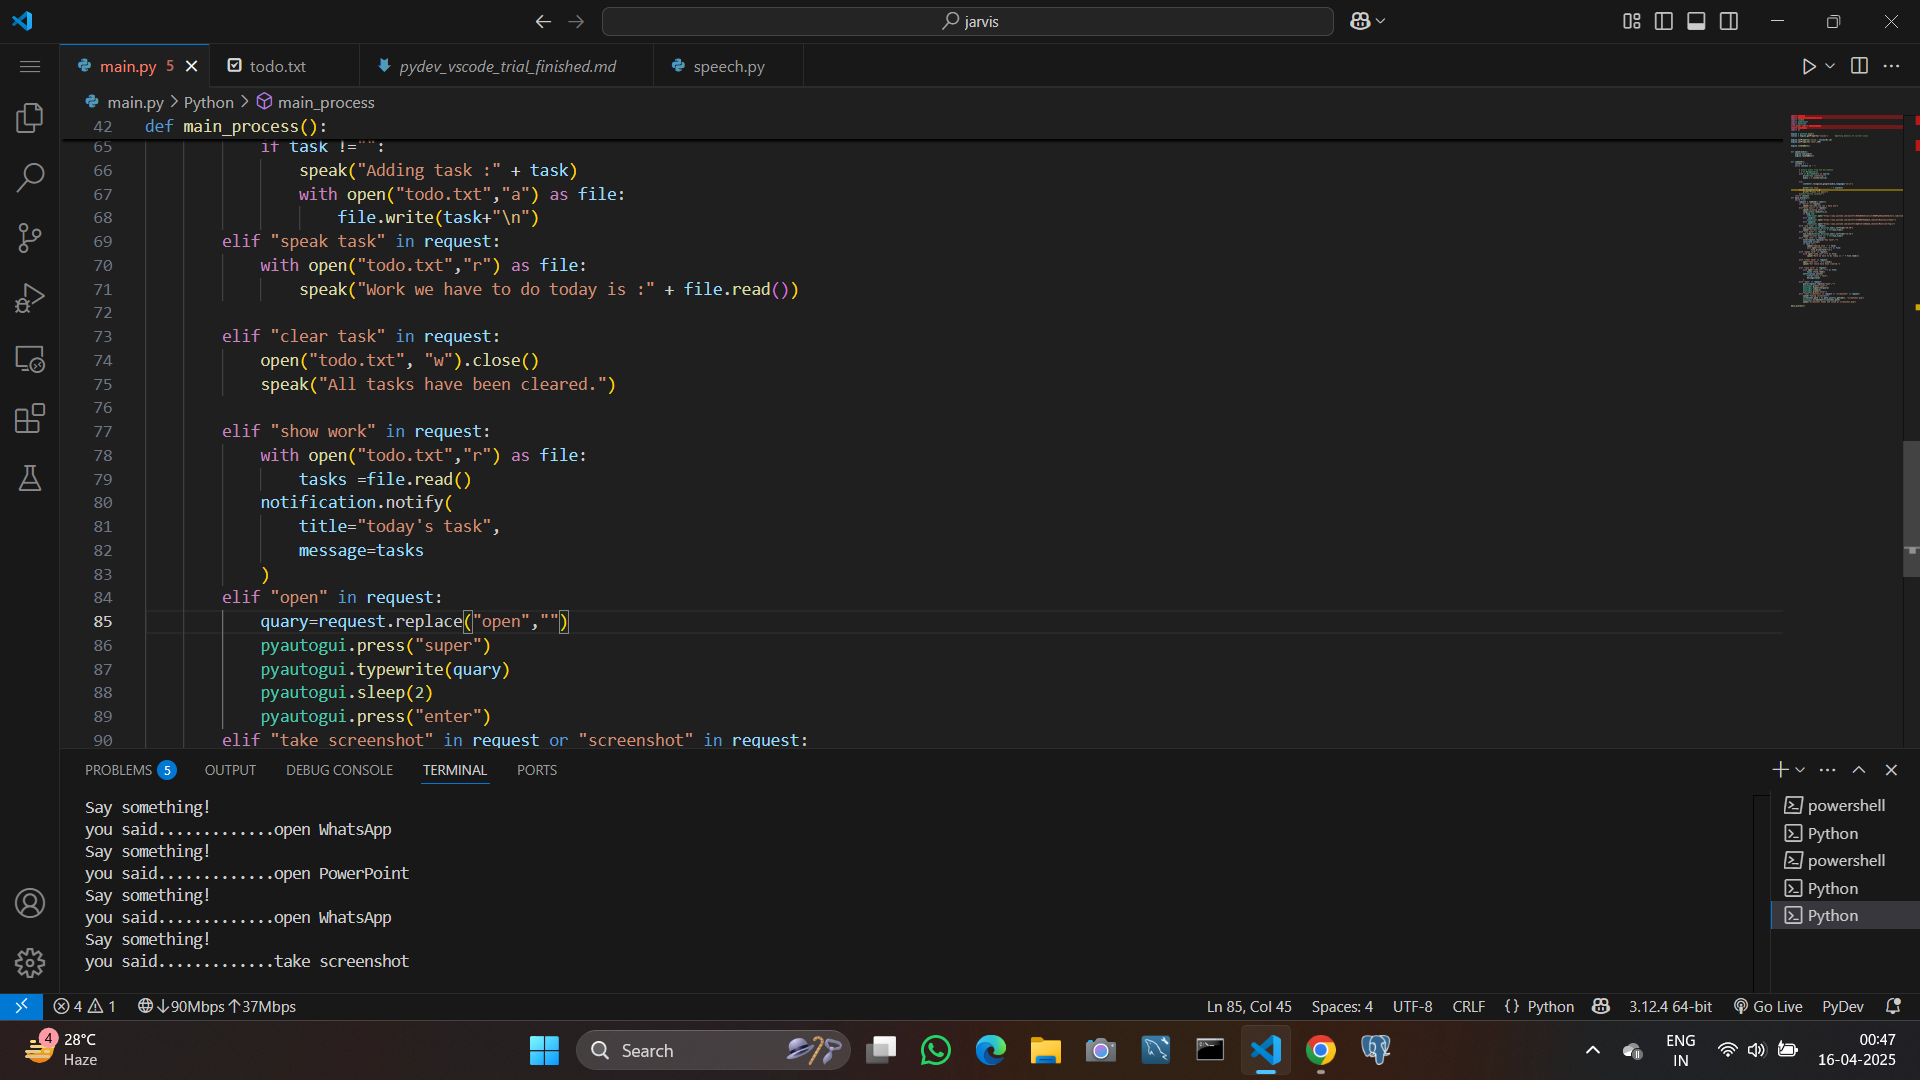 jarvis
main.py 5
todo.txt
pydev_vscode_trial_finished.md
speech.py
main.py > Python > main_process
42 def main_process():
65 if task !="":
66 speak("Adding task :" + task)
67 with open("todo.txt","a") as file:
68 file.write(task+"\n")
69 elif "speak task" in request:
70 with open("todo.txt","r") as file:
71 speak("Work we have to do today is :" + file.read())
72
73 elif "clear task" in request:
74 open("todo.txt", "w").close()
75 speak("All tasks have been cleared.")
76
77 elif "show work" in request:
78 with open("todo.txt","r") as file:
79 tasks =file.read()
80 notification.notify(
81 title="today's task",
82 message=tasks
83 )
84 elif "open" in request:
85 quary=request.replace("open","")
86 pyautogui.press("super")
87 pyautogui.typewrite(quary)
88 pyautogui.sleep(2)
89 pyautogui.press("enter")
90 elif "take screenshot" in request or "screenshot" in request:
PROBLEMS 5 OUTPUT DEBUG CONSOLE TERMINAL PORTS
Say something!
you said.............open WhatsApp
Say something!
you said.............open PowerPoint
Say something!
you said.............open WhatsApp
Say something!
you said.............take screenshot
powershell
Python
powershell
Python
Python
4 1 ↓90Mbps ↑37Mbps
Ln 85, Col 45 Spaces: 4 UTF-8 CRLF {} Python 3.12.4 64-bit Go Live PyDev
4
28°C
Haze
Search
ENG
IN
00:47
16-04-2025